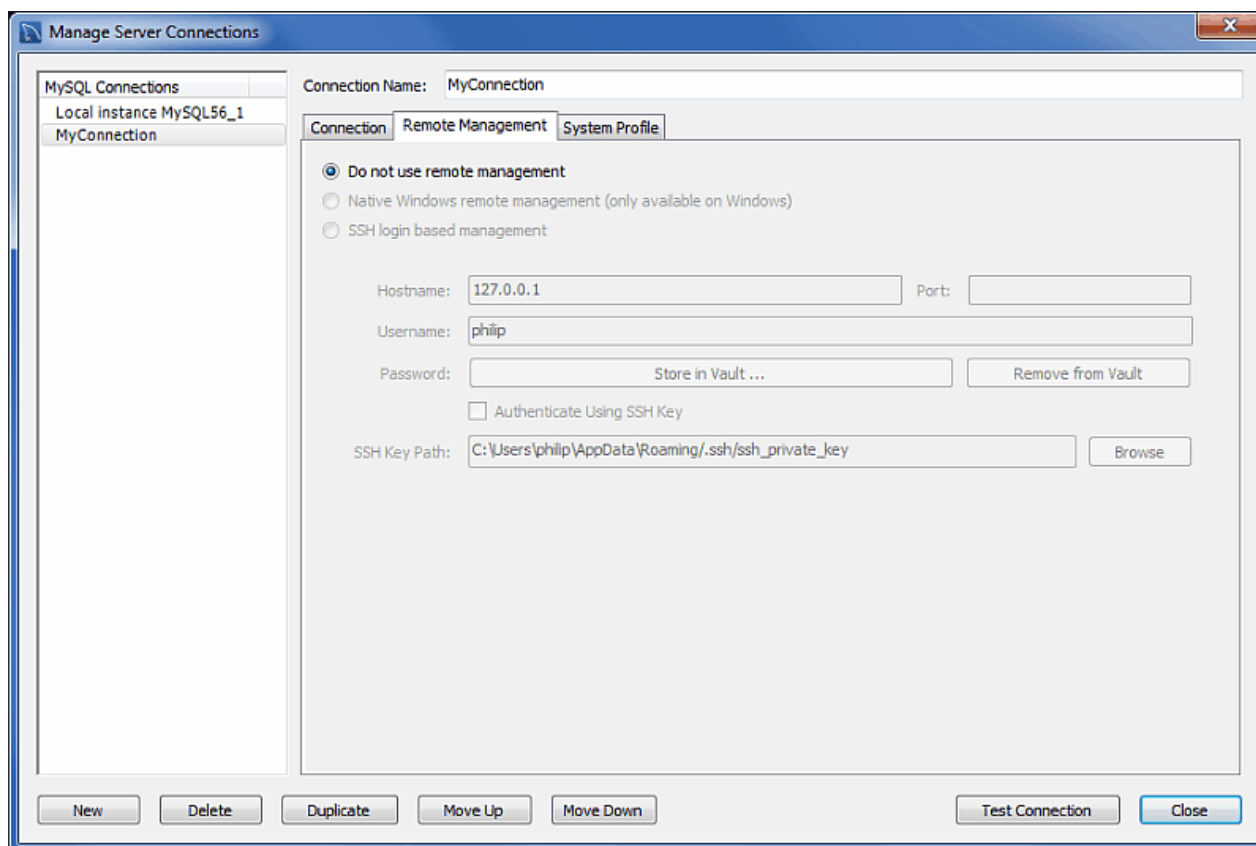 Manage Server Connections
MySQL Connections
Local instance MySQL56_1
MyConnection
Connection Name: MyConnection
Connection Remote Management System Profile
Do not use remote management
Native Windows remote management (only available on Windows)
SSH login based management
Hostname: 127.0.0.1 Port:
Username: philip
Password: Store in Vault ... Remove from Vault
Authenticate Using SSH Key
SSH Key Path: C:\Users\philip\AppData\Roaming/.ssh/ssh_private_key Browse
New Delete Duplicate Move Up Move Down Test Connection Close